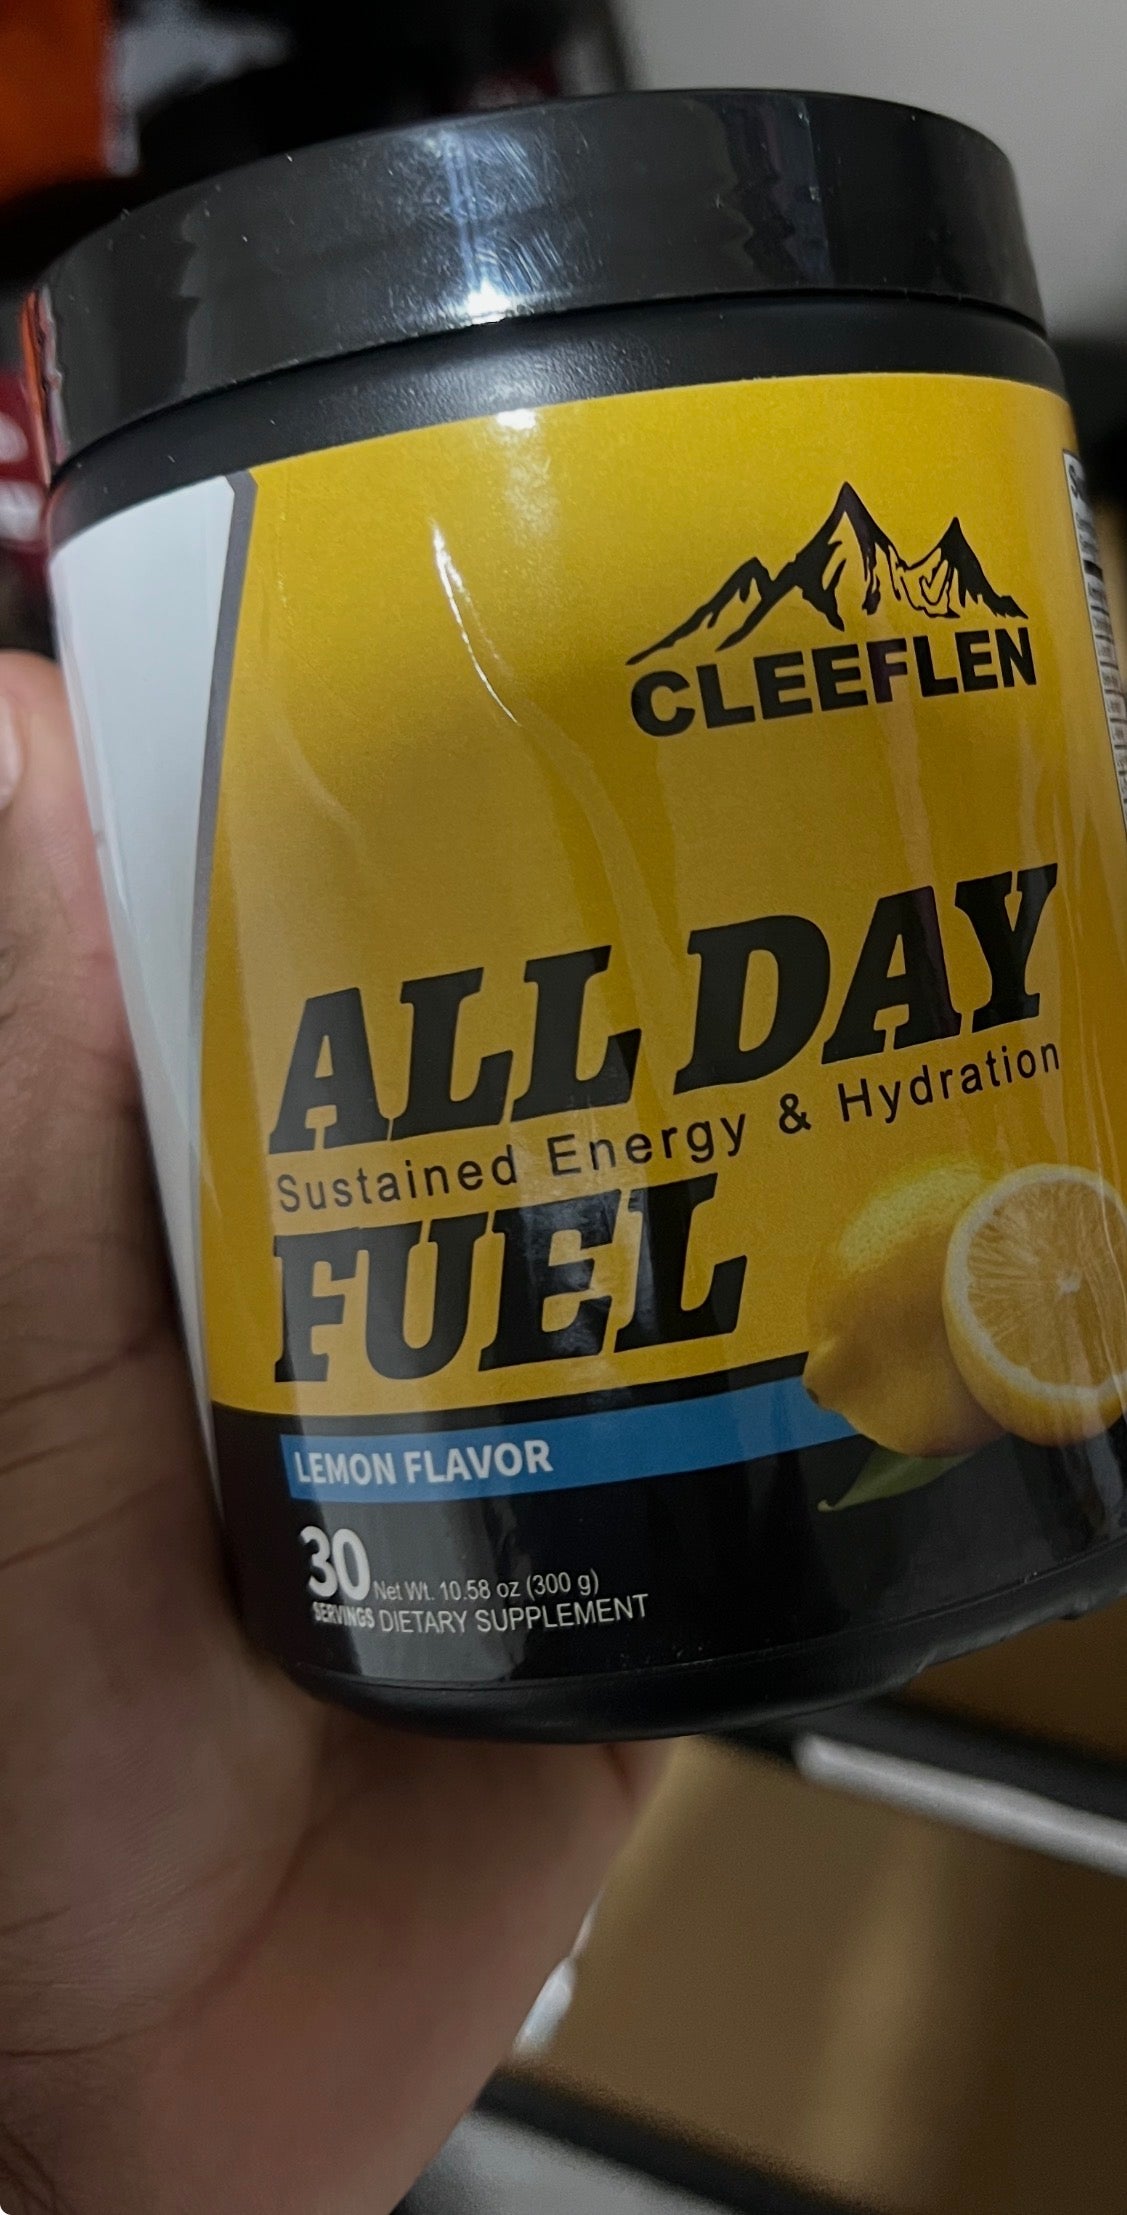 CLEEFLEN
ALL DAY
Sustained Energy & Hydration
FUEL
LEMON FLAVOR
30
SERVINGS
Net Wt. 10.58 oz (300 g)
DIETARY SUPPLEMENT